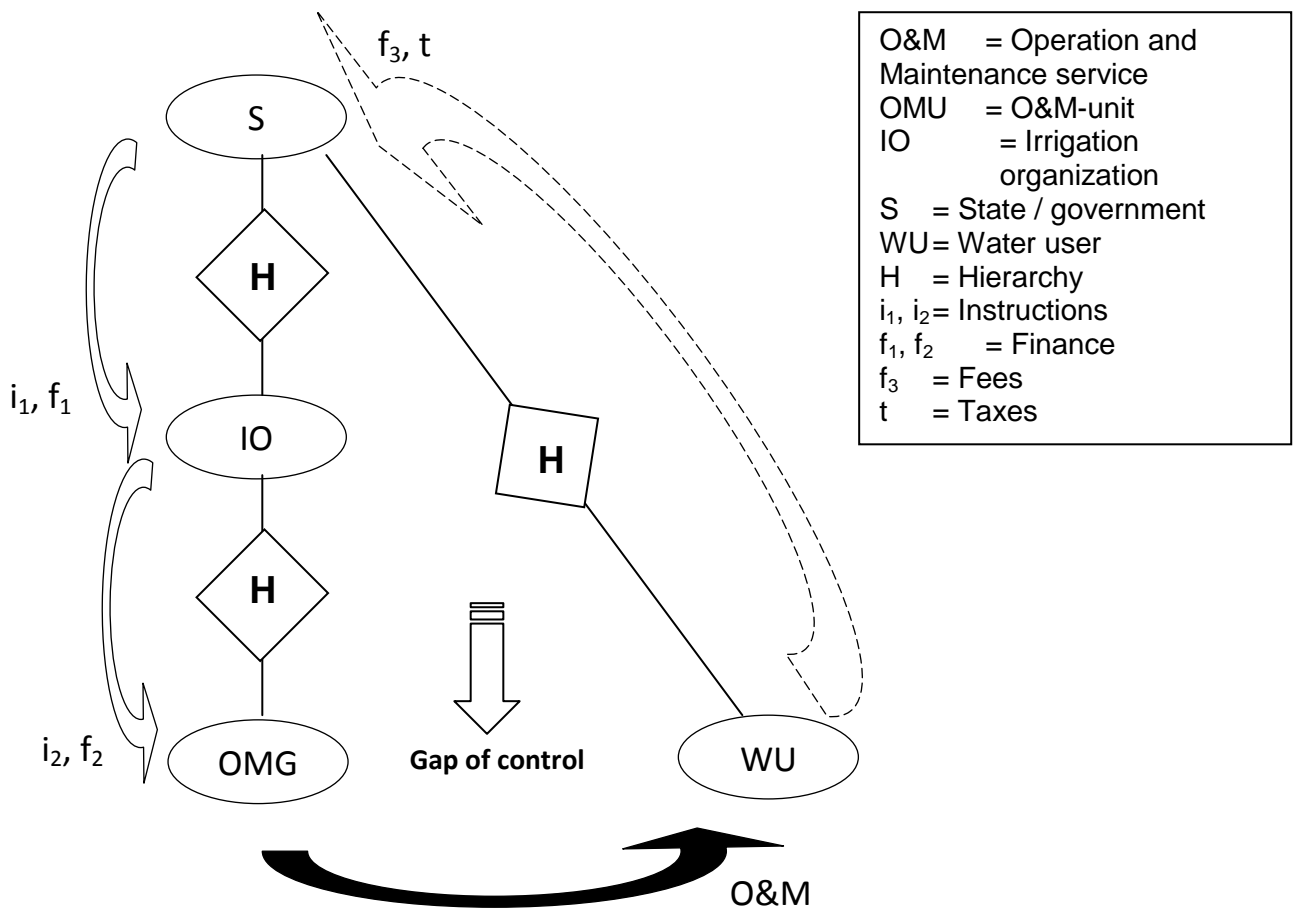 f₃, t
S
H
i₁, f₁
IO
H
H
i₂, f₂
OMG
Gap of control
WU
O&M
O&M = Operation and
Maintenance service
OMU = O&M-unit
IO = Irrigation
organization
S = State / government
WU = Water user
H = Hierarchy
i₁, i₂ = Instructions
f₁, f₂ = Finance
f₃ = Fees
t = Taxes